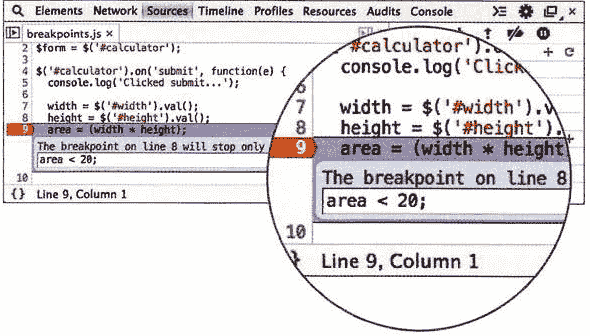 Elements Network Sources Timeline Profiles Resources Audits Console
breakpoints.js ×
2 $form = $('#calculator');
3
4 $('#calculator').on('submit', function(e) {
5 console.log('Clicked submit...');
6
7 width = $('#width').val();
8 height = $('#height').val();
9 area = (width * height);
The breakpoint on line 8 will stop only
area < 20;
10
{} Line 9, Column 1
#calculator').
console.log('Click
6
7 width = $('#width').v
8 height = $('#height').
9 area = (width * height
The breakpoint on line 8
area < 20;
10
} Line 9, Column 1